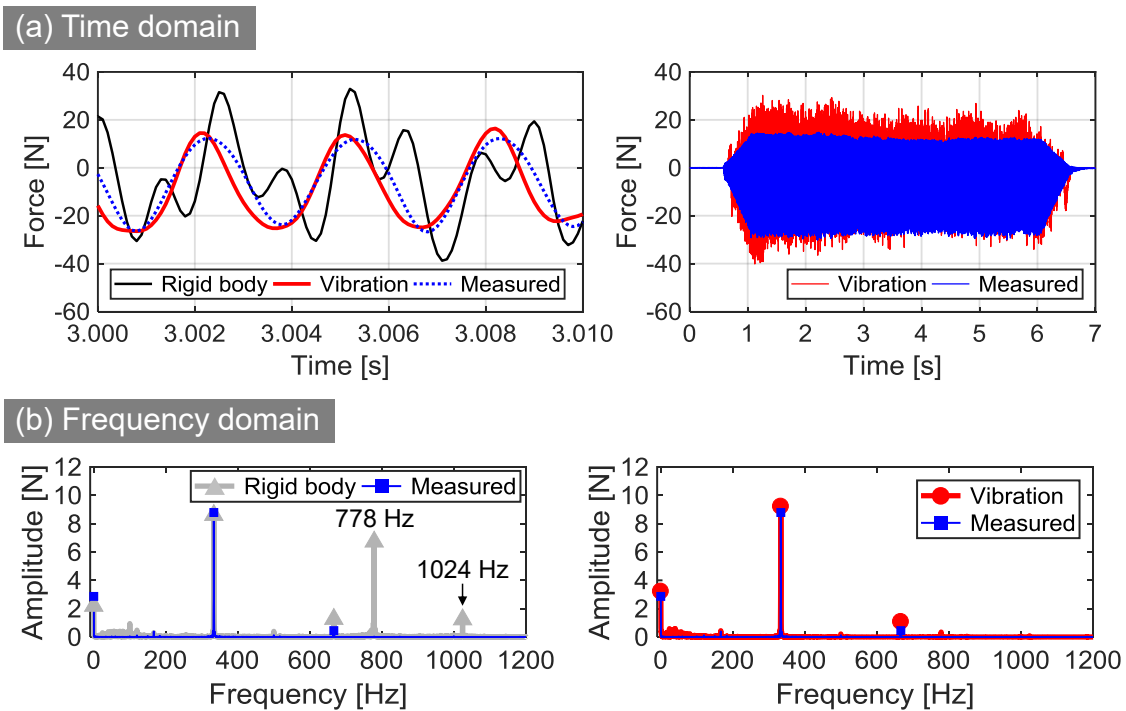 (a) Time domain
40
20
0
-20
-40
-60
Force [N]
Rigid body Vibration Measured
3.000 3.002 3.004 3.006 3.008 3.010
Time [s]
40
20
0
-20
-40
-60
Force [N]
Vibration Measured
0 1 2 3 4 5 6 7
Time [s]
(b) Frequency domain
12
10
8
6
4
2
0
Amplitude [N]
Rigid body Measured
778 Hz
1024 Hz
0 200 400 600 800 1000 1200
Frequency [Hz]
12
10
8
6
4
2
0
Amplitude [N]
Vibration
Measured
0 200 400 600 800 1000 1200
Frequency [Hz]